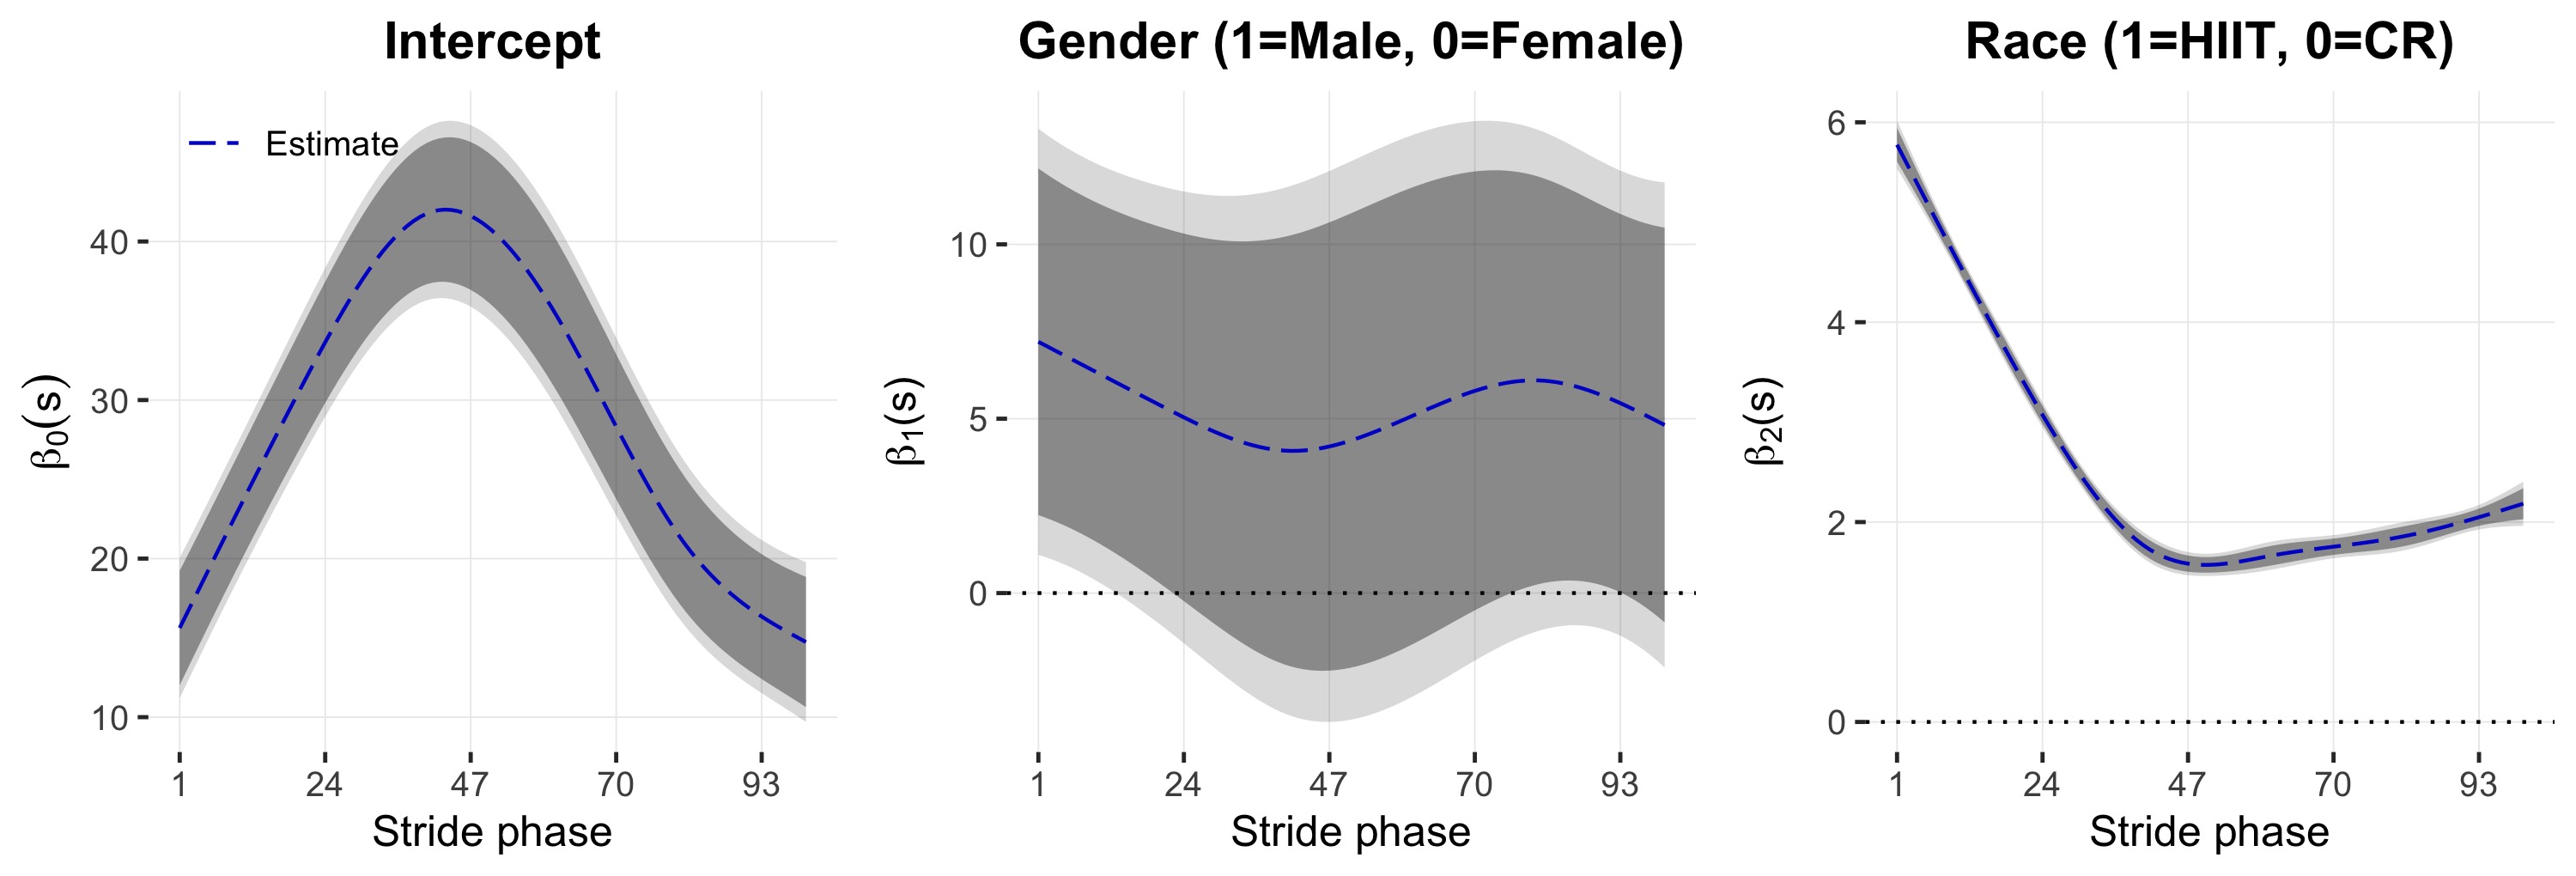 Intercept
Estimate
40
30
20
10
β0(s)
1 24 47 70 93
Stride phase
Gender (1=Male, 0=Female)
10
5
0
β1(s)
1 24 47 70 93
Stride phase
Race (1=HIIT, 0=CR)
6
4
2
0
β2(s)
1 24 47 70 93
Stride phase